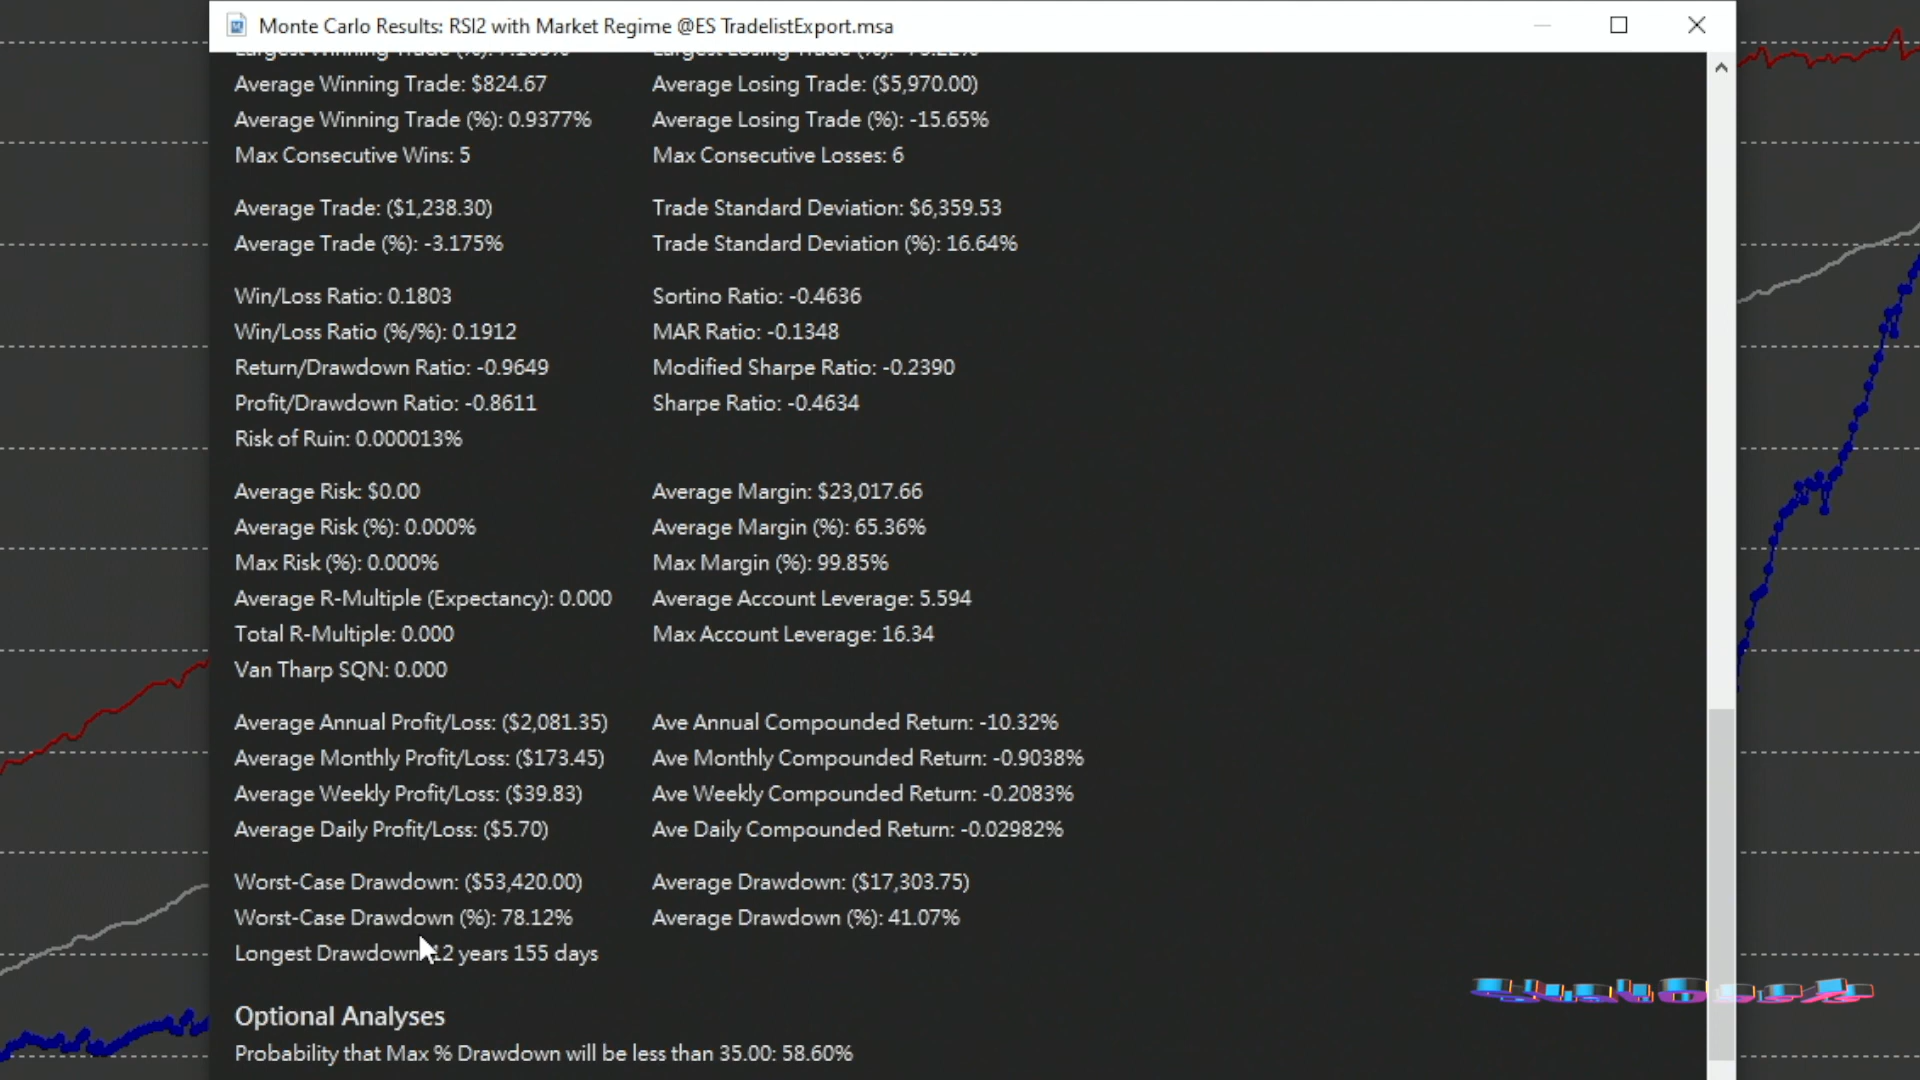 Monte Carlo Results: RSI2 with Market Regime @ES TradelistExport.msa
Average Winning Trade: $824.67 Average Losing Trade: ($5,970.00)
Average Winning Trade (%): 0.9377% Average Losing Trade (%): -15.65%
Max Consecutive Wins: 5 Max Consecutive Losses: 6
Average Trade: ($1,238.30) Trade Standard Deviation: $6,359.53
Average Trade (%): -3.175% Trade Standard Deviation (%): 16.64%
Win/Loss Ratio: 0.1803 Sortino Ratio: -0.4636
Win/Loss Ratio (%/%): 0.1912 MAR Ratio: -0.1348
Return/Drawdown Ratio: -0.9649 Modified Sharpe Ratio: -0.2390
Profit/Drawdown Ratio: -0.8611 Sharpe Ratio: -0.4634
Risk of Ruin: 0.000013%
Average Risk: $0.00 Average Margin: $23,017.66
Average Risk (%): 0.000% Average Margin (%): 65.36%
Max Risk (%): 0.000% Max Margin (%): 99.85%
Average R-Multiple (Expectancy): 0.000 Average Account Leverage: 5.594
Total R-Multiple: 0.000 Max Account Leverage: 16.34
Van Tharp SQN: 0.000
Average Annual Profit/Loss: ($2,081.35) Ave Annual Compounded Return: -10.32%
Average Monthly Profit/Loss: ($173.45) Ave Monthly Compounded Return: -0.9038%
Average Weekly Profit/Loss: ($39.83) Ave Weekly Compounded Return: -0.2083%
Average Daily Profit/Loss: ($5.70) Ave Daily Compounded Return: -0.02982%
Worst-Case Drawdown: ($53,420.00) Average Drawdown: ($17,303.75)
Worst-Case Drawdown (%): 78.12% Average Drawdown (%): 41.07%
Longest Drawdown: 12 years 155 days
Optional Analyses
Probability that Max % Drawdown will be less than 35.00: 58.60%